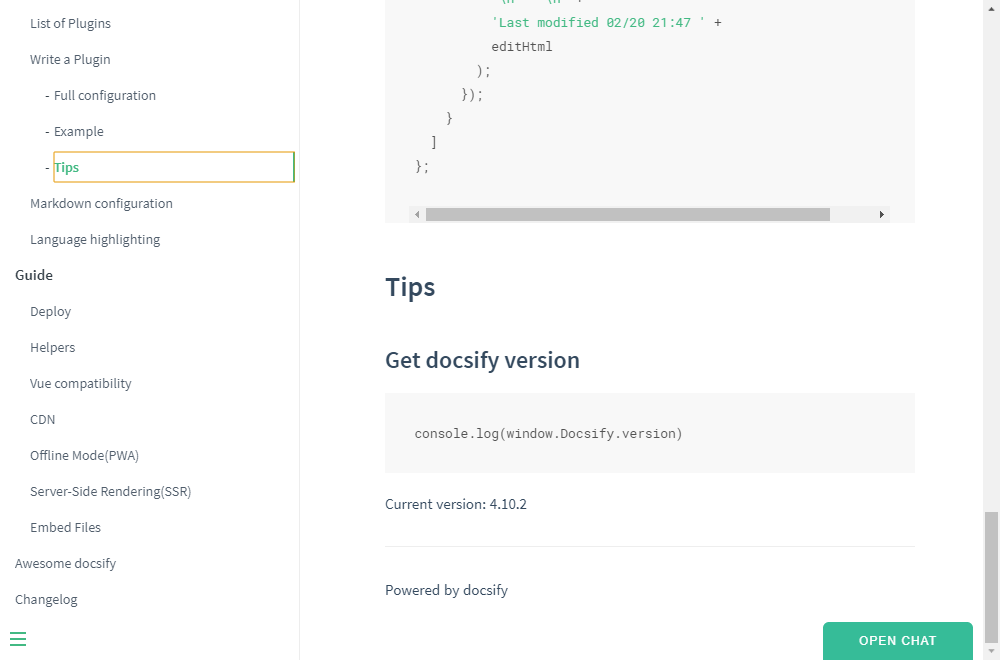 List of Plugins
Write a Plugin
- Full configuration
- Example
- Tips
Markdown configuration
Language highlighting
Guide
Deploy
Helpers
Vue compatibility
CDN
Offline Mode(PWA)
Server-Side Rendering(SSR)
Embed Files
Awesome docsify
Changelog
'Last modified 02/20 21:47 ' +
editHtml
);
});
}
]
};
Tips
Get docsify version
console.log(window.Docsify.version)
Current version: 4.10.2
Powered by docsify
OPEN CHAT